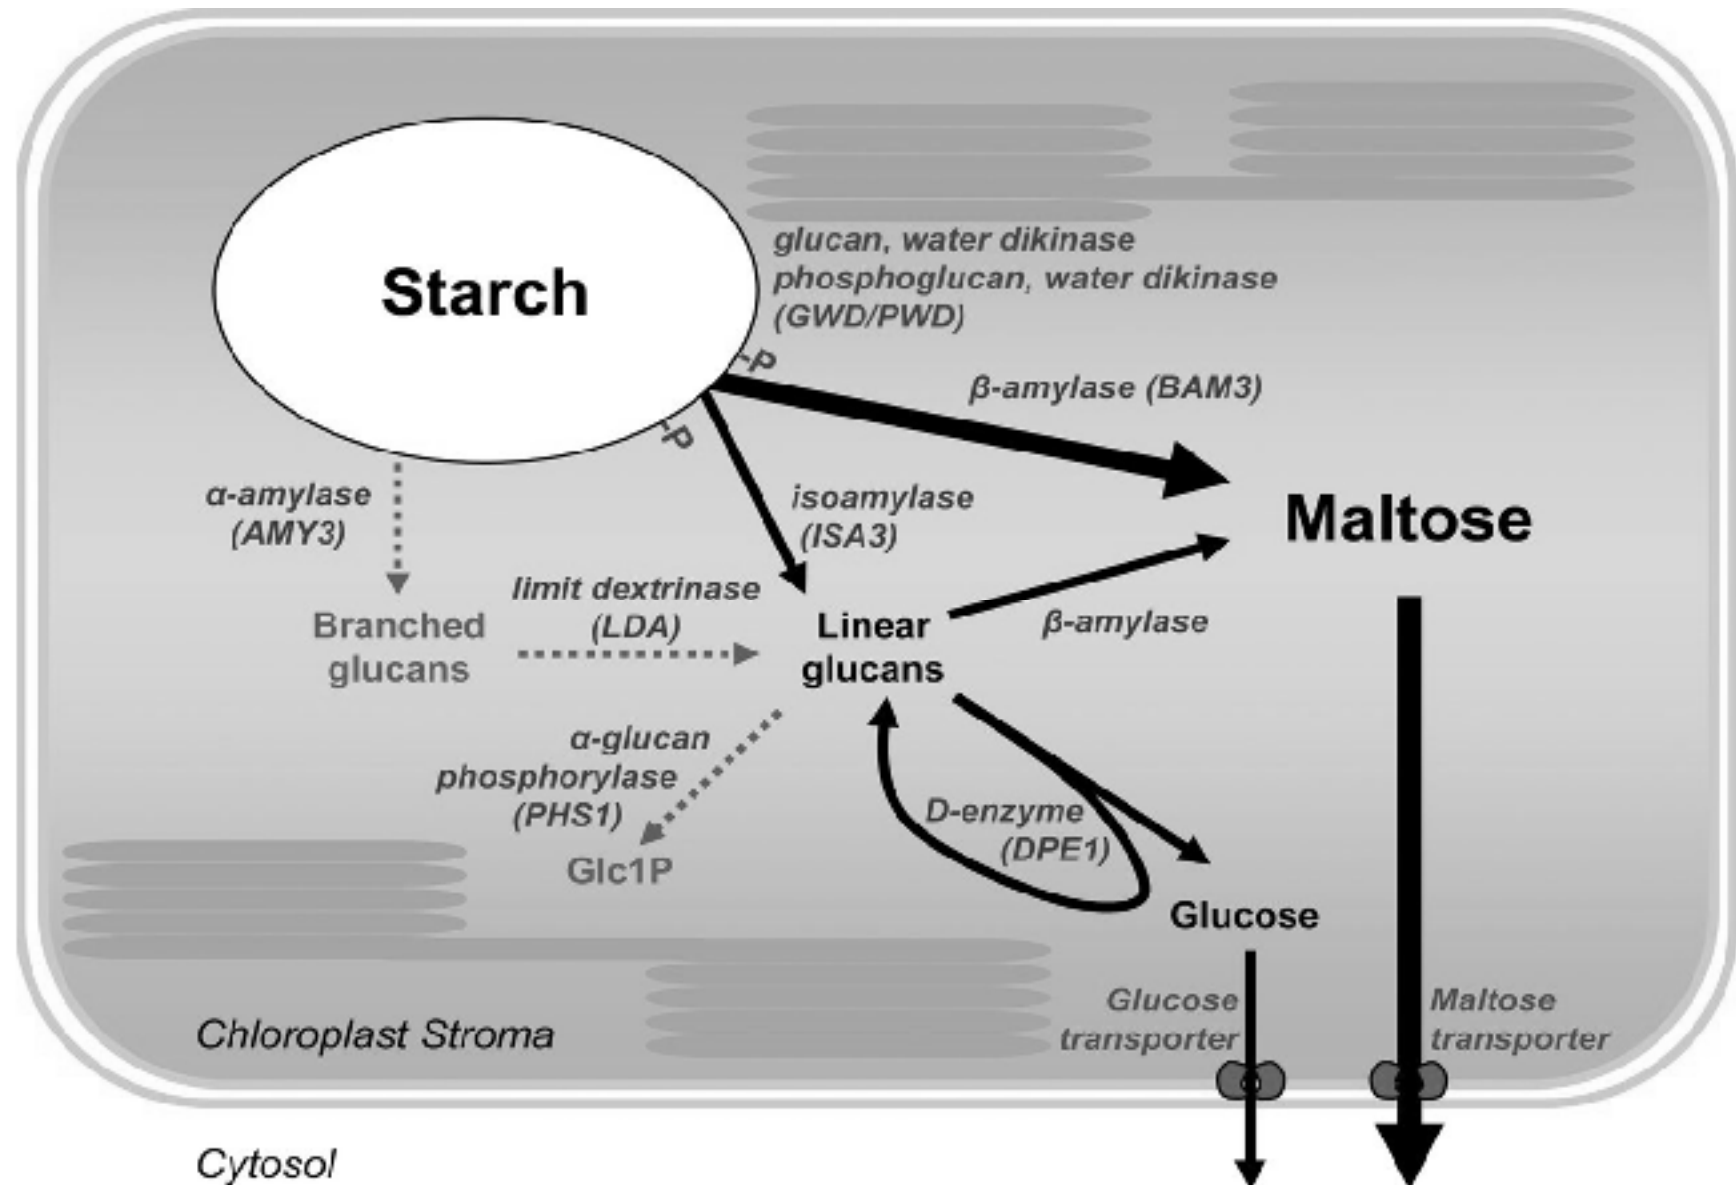 Starch
glucan, water dikinase
phosphoglucan, water dikinase
(GWD/PWD)
-P
-P
β-amylase (BAM3)
α-amylase
(AMY3)
isoamylase
(ISA3)
Maltose
limit dextrinase
(LDA)
Branched
glucans
Linear
glucans
β-amylase
α-glucan
phosphorylase
(PHS1)
Glc1P
D-enzyme
(DPE1)
Glucose
Glucose
transporter
Maltose
transporter
Chloroplast Stroma
Cytosol